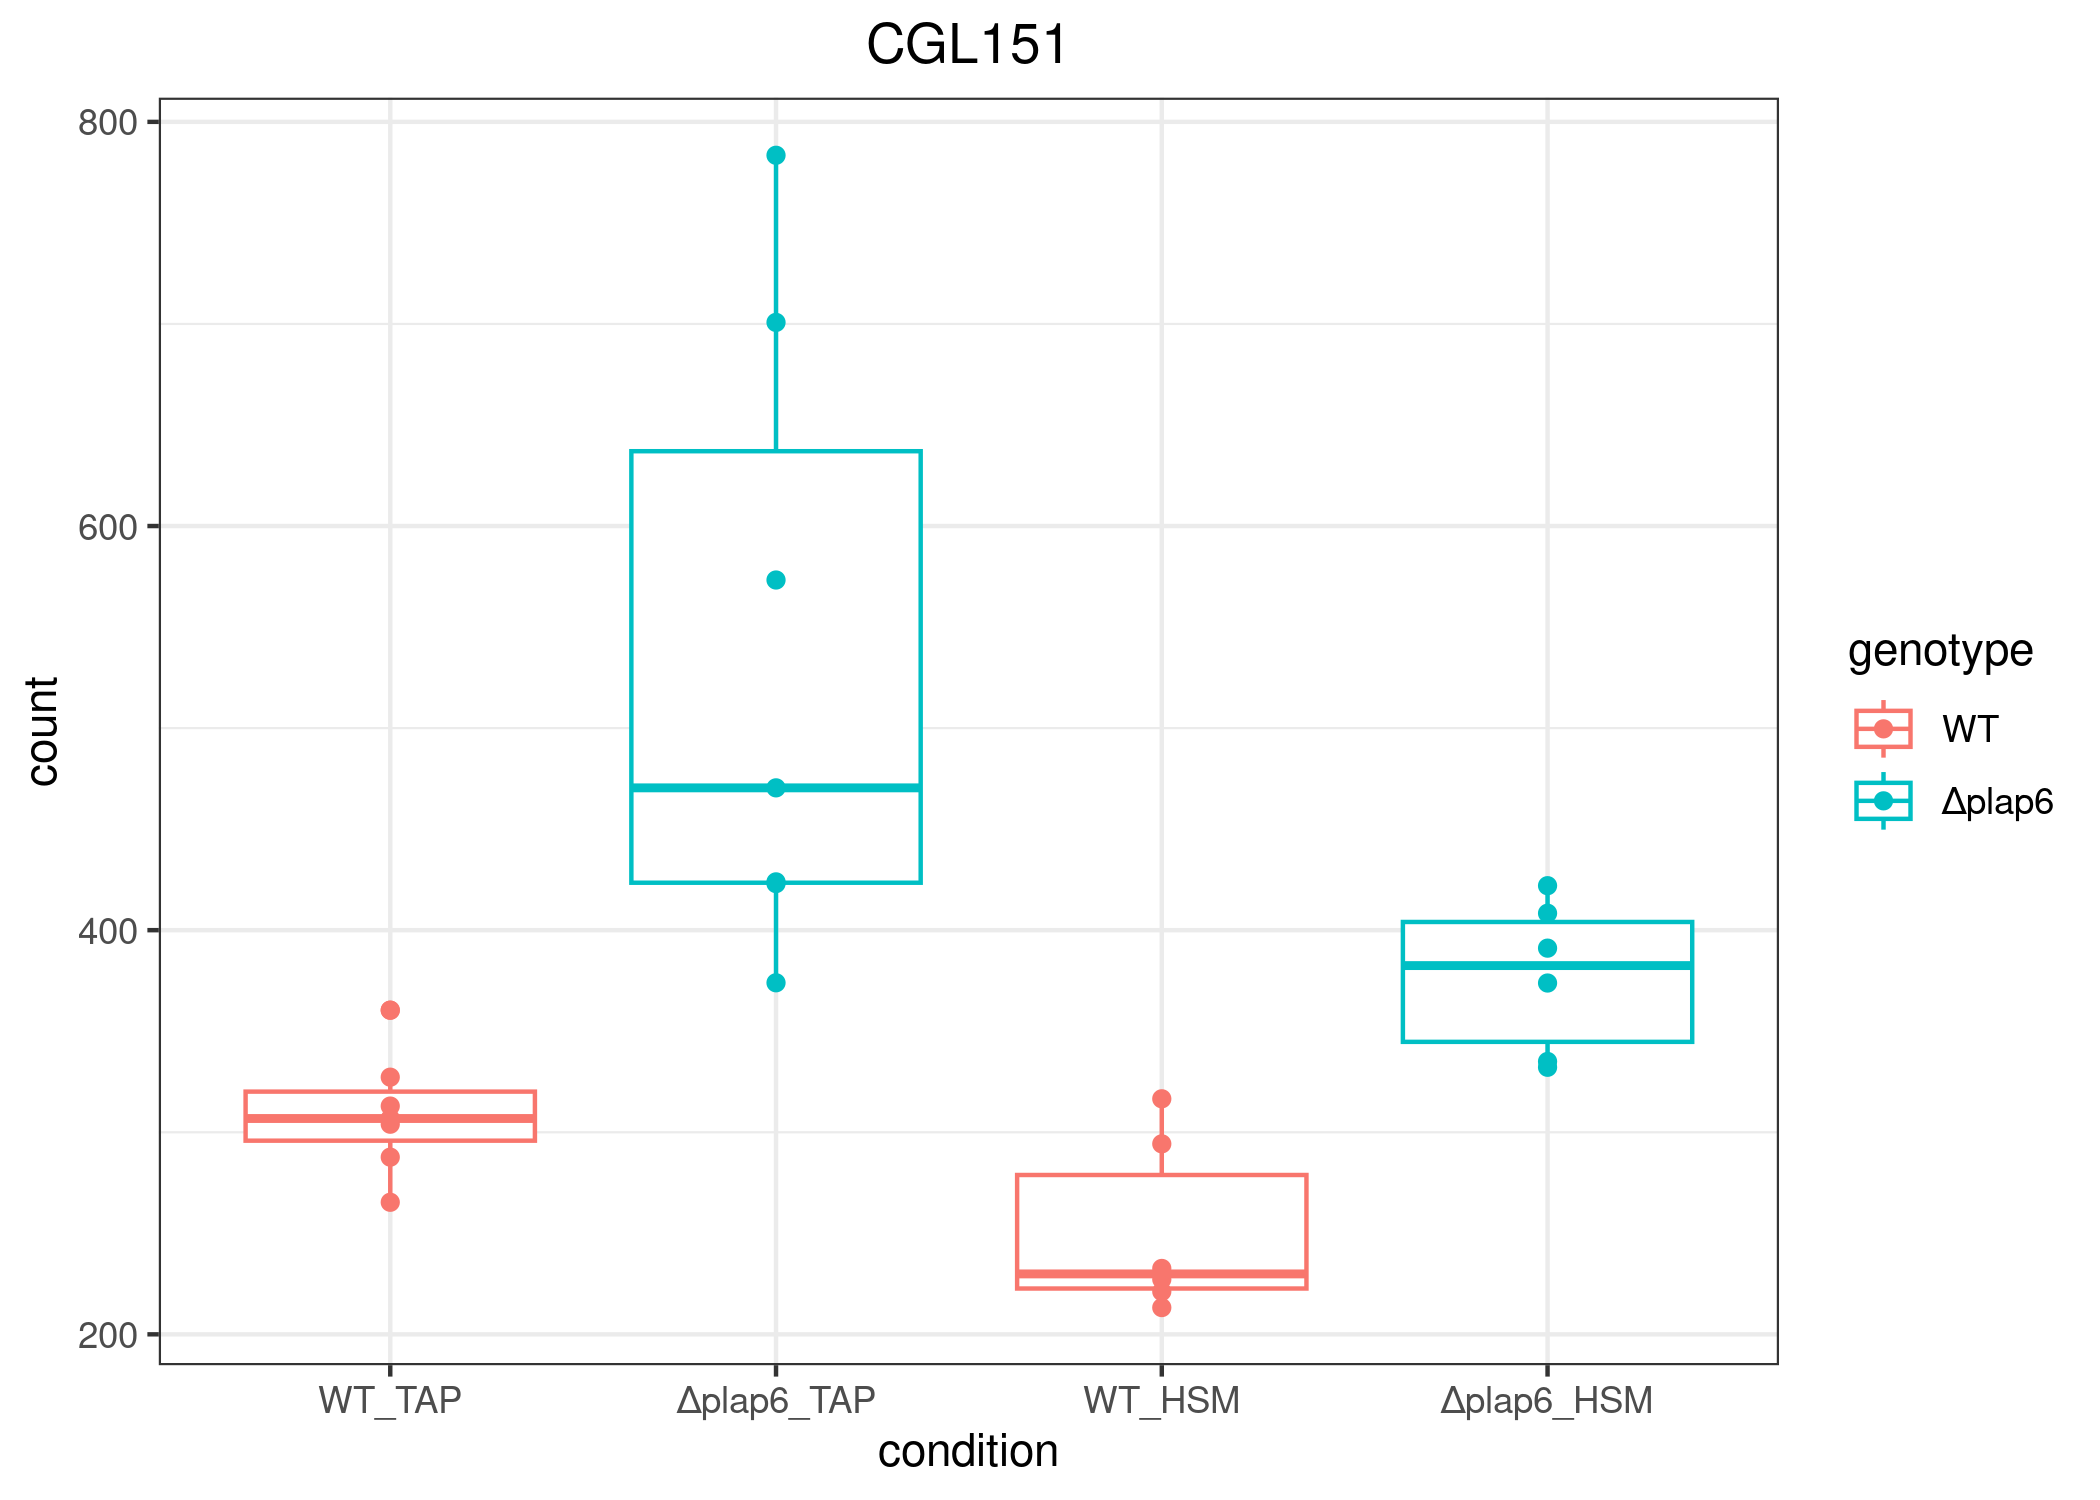 CGL151
count
800
600
400
200
WT_TAP
Δplap6_TAP
WT_HSM
Δplap6_HSM
condition
genotype
WT
Δplap6